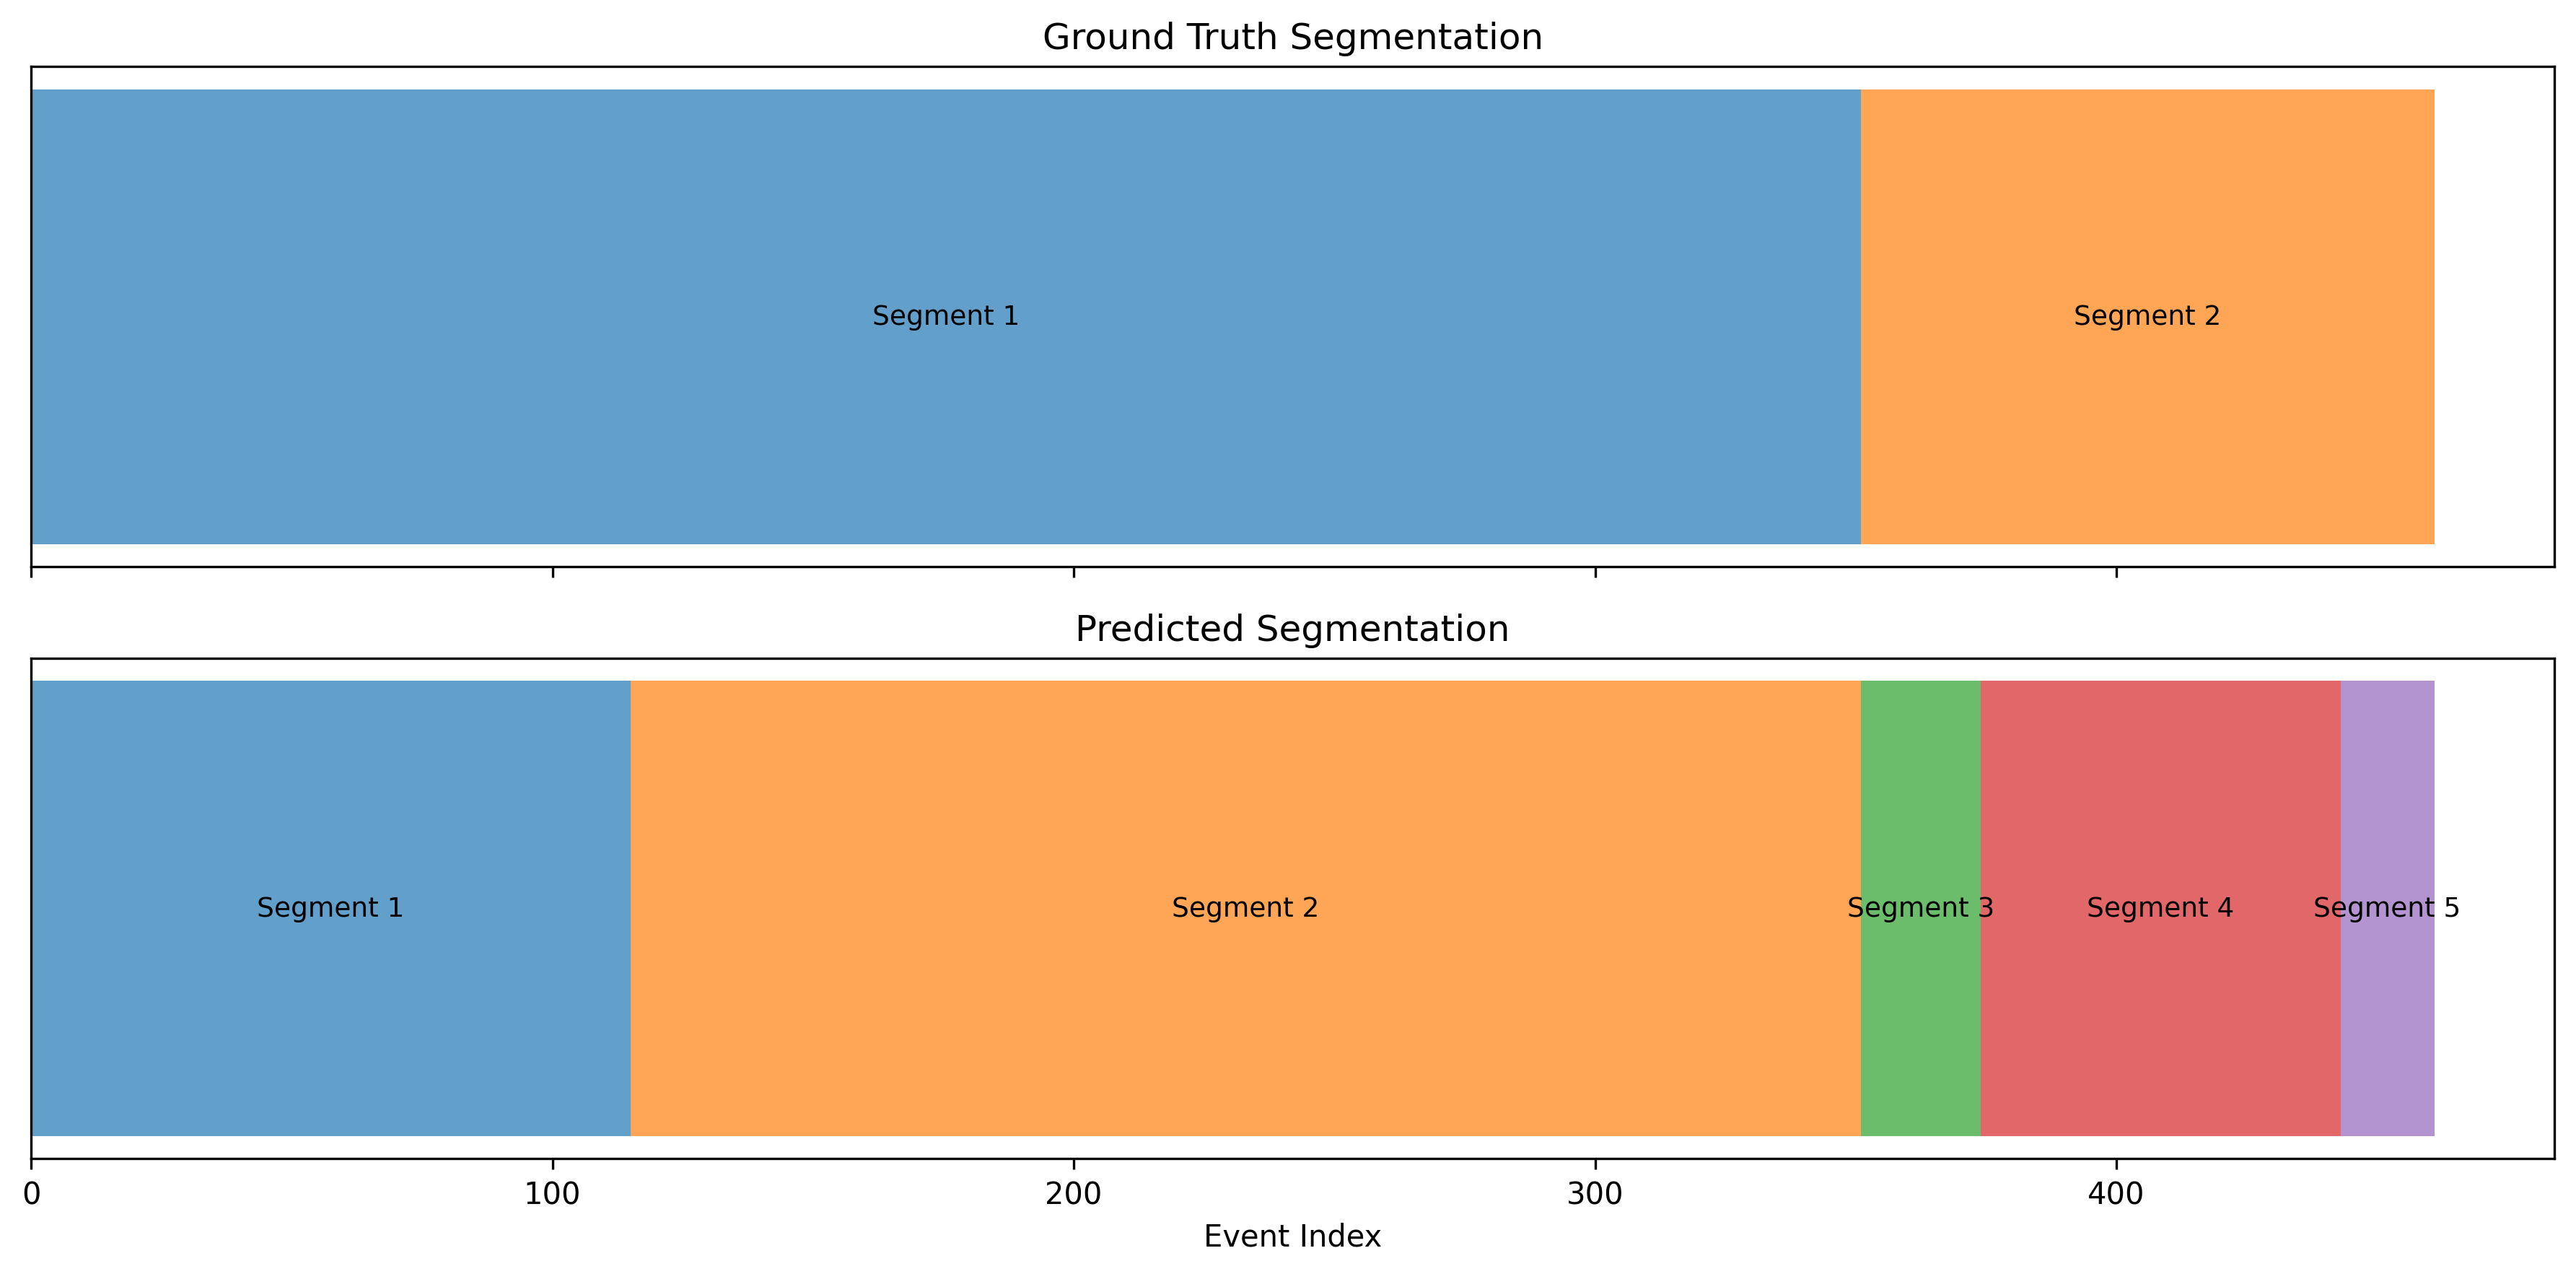 Ground Truth Segmentation
Segment 1
Segment 2
Predicted Segmentation
Segment 1
Segment 2
Segment 3
Segment 4
Segment 5
0
100
200
300
400
Event Index